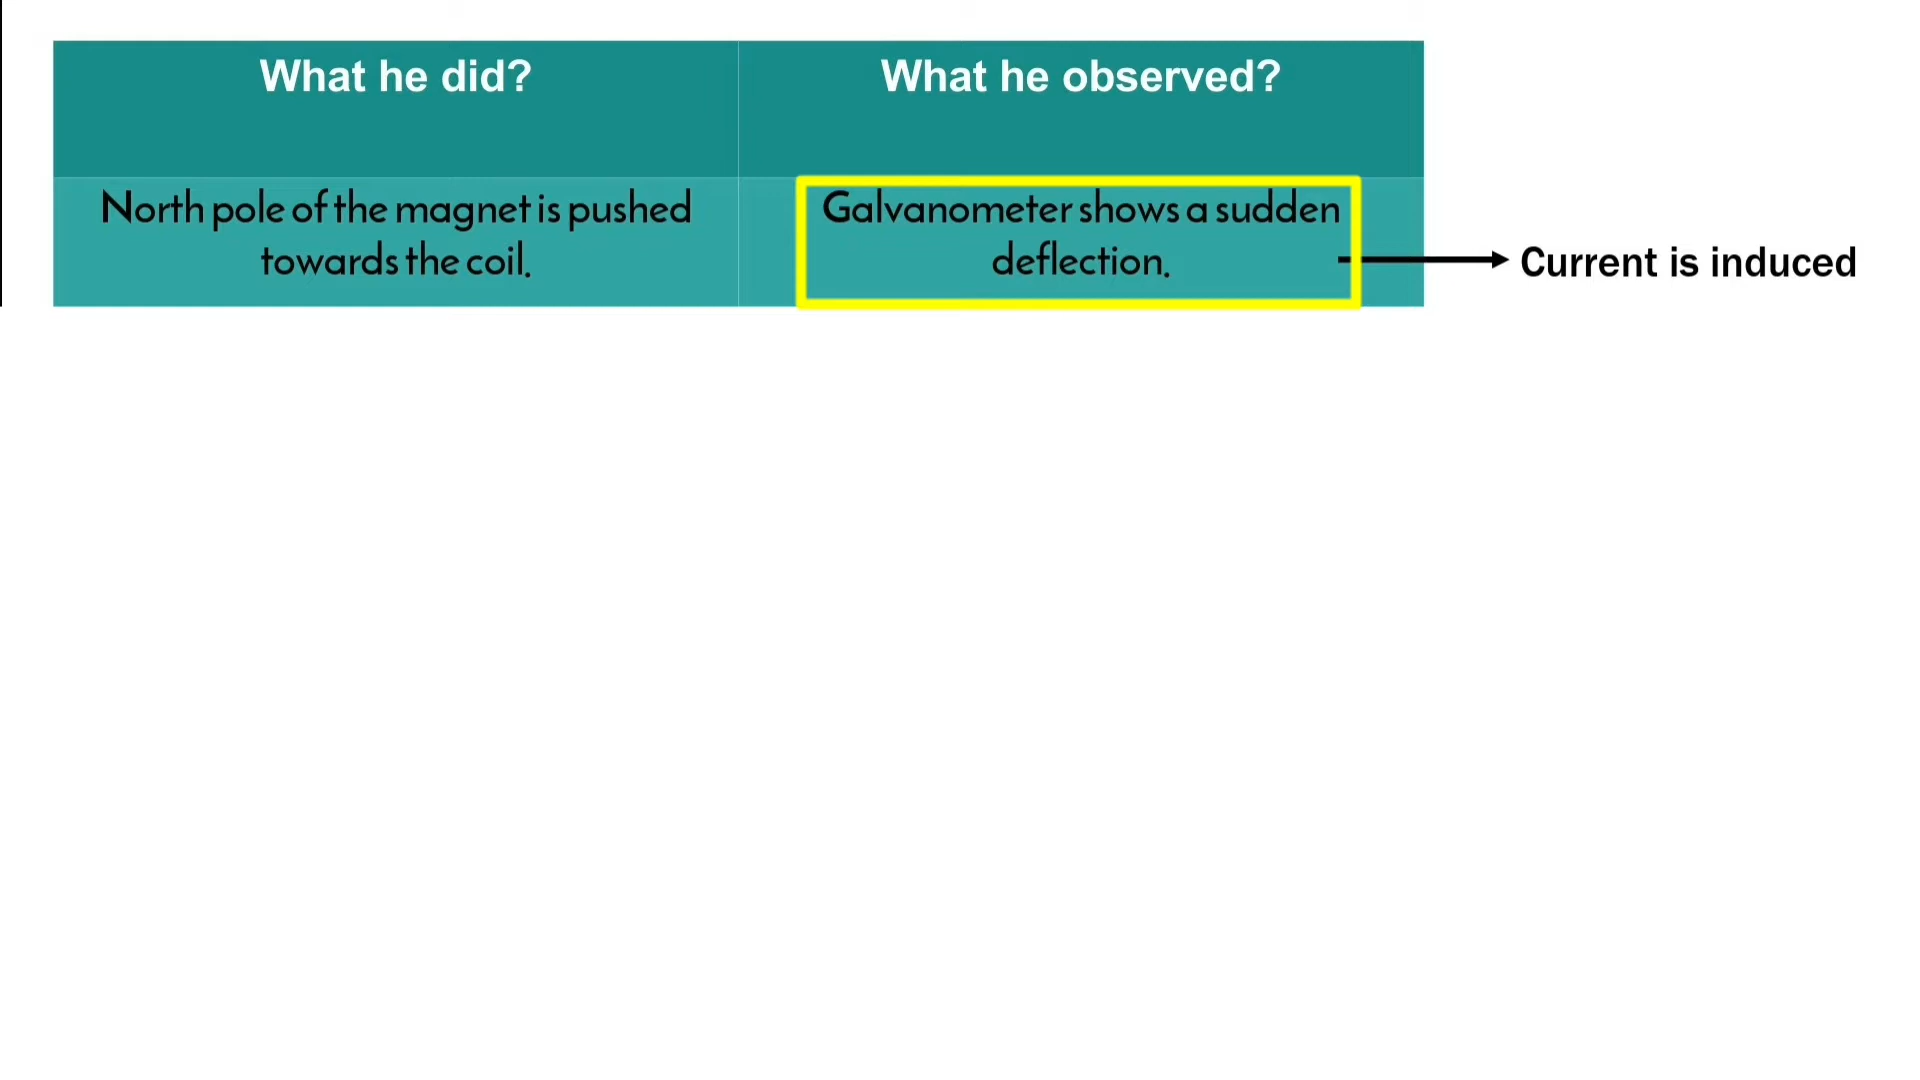 What he did?
What he observed?
North pole of the magnet is pushed
towards the coil.
Galvanometer shows a sudden
deflection.
Current is induced